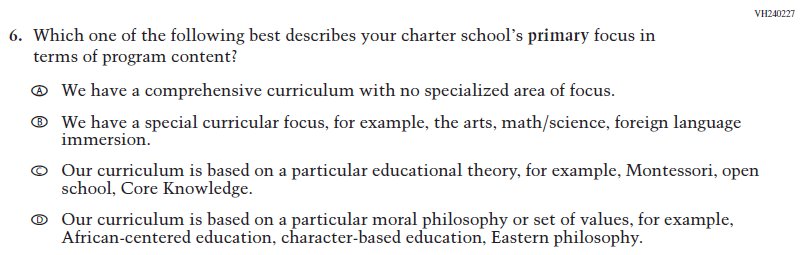 VH240227
6. Which one of the following best describes your charter school's primary focus in
terms of program content?
A We have a comprehensive curriculum with no specialized area of focus.
B We have a special curricular focus, for example, the arts, math/science, foreign language
immersion.
C Our curriculum is based on a particular educational theory, for example, Montessori, open
school, Core Knowledge.
D Our curriculum is based on a particular moral philosophy or set of values, for example,
African-centered education, character-based education, Eastern philosophy.